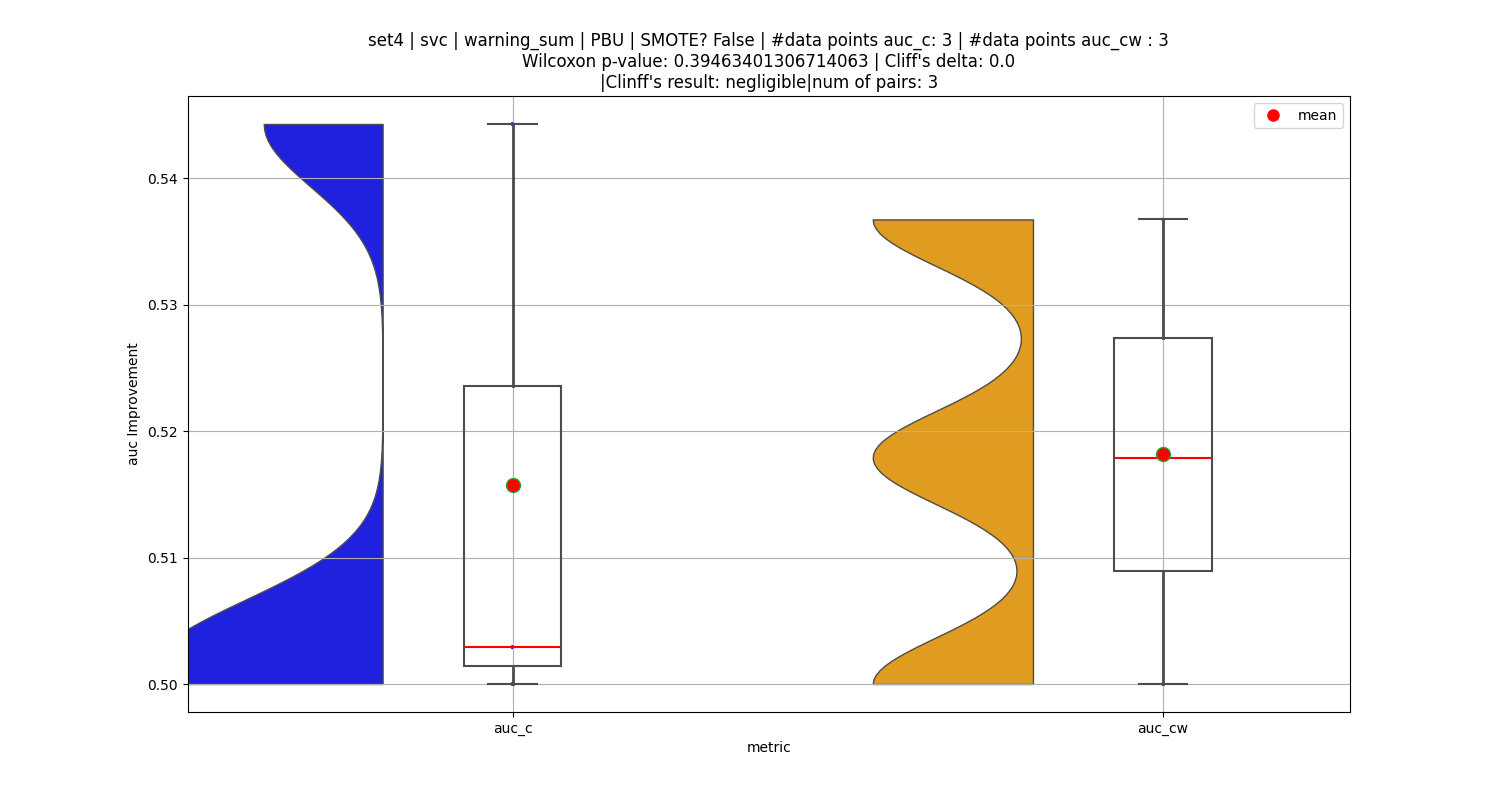 set4 | svc | warning_sum | PBU | SMOTE? False | #data points auc_c: 3 | #data points auc_cw : 3
Wilcoxon p-value: 0.39463401306714063 | Cliff's delta: 0.0
|Clinff's result: negligible|num of pairs: 3
mean
0.54
0.53
0.52
0.51
0.50
auc Improvement
auc_c
auc_cw
metric